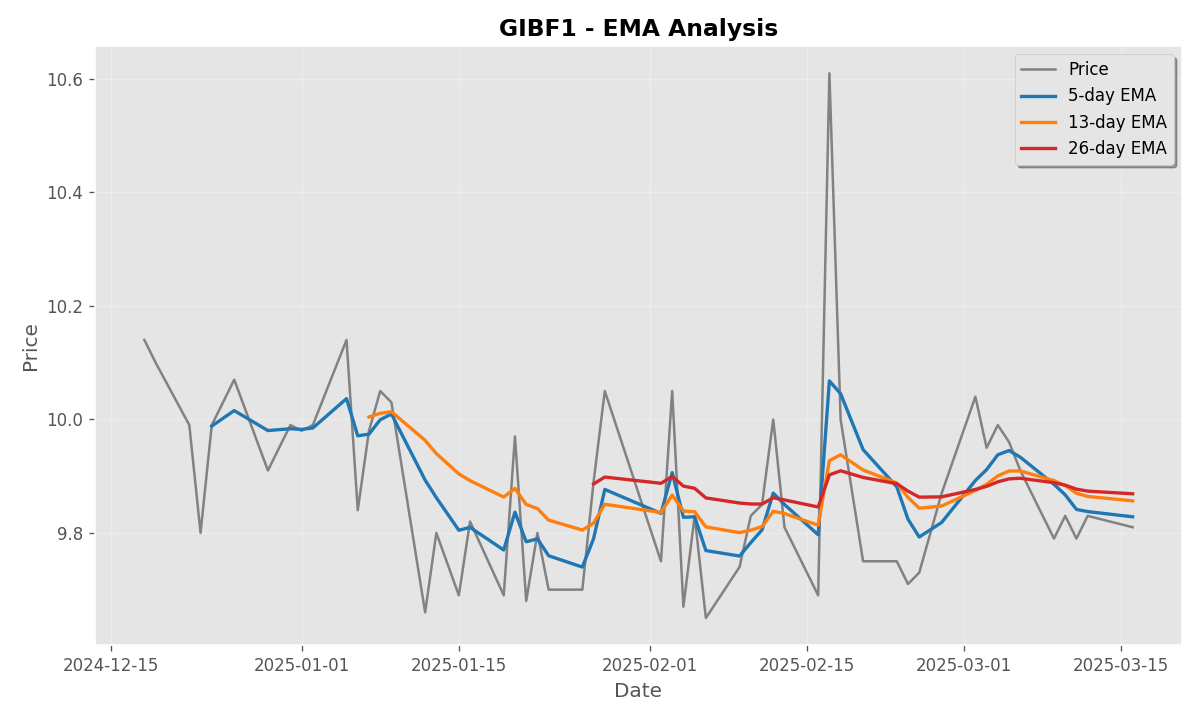 GIBF1 - EMA Analysis
Price
5-day EMA
13-day EMA
26-day EMA
10.6
10.4
10.2
10.0
9.8
Price
2024-12-15
2025-01-01
2025-01-15
2025-02-01
2025-02-15
2025-03-01
2025-03-15
Date